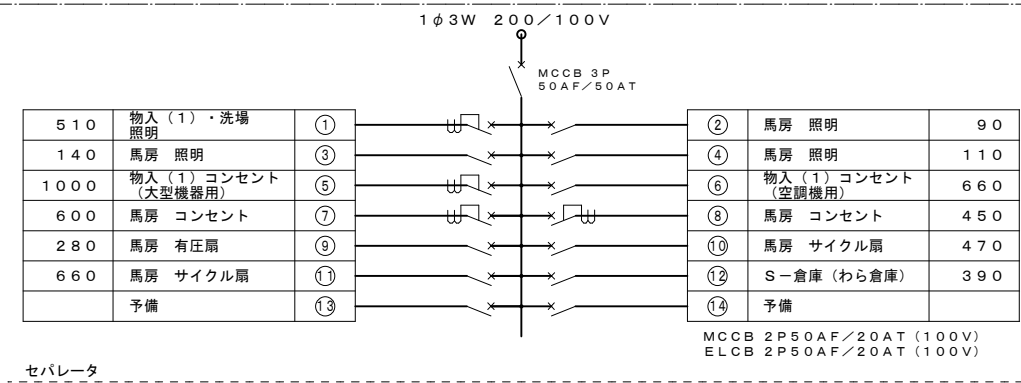 1φ3W 200/100V
MCCB 3P
50AF/50AT
510 物入(1)・洗場 ① ② 馬房 照明 90
照明
140 馬房 照明 ③ ④ 馬房 照明 110
1000 物入(1)コンセント ⑤ ⑥ 物入(1)コンセント 660
(大型機器用) (空調機用)
600 馬房 コンセント ⑦ ⑧ 馬房 コンセント 450
280 馬房 有圧扇 ⑨ ⑩ 馬房 サイクル扇 470
660 馬房 サイクル扇 ⑪ ⑫ S-倉庫(わら倉庫) 390
予備 ⑬ ⑭ 予備
MCCB 2P50AF/20AT(100V)
ELCB 2P50AF/20AT(100V)
セパレータ